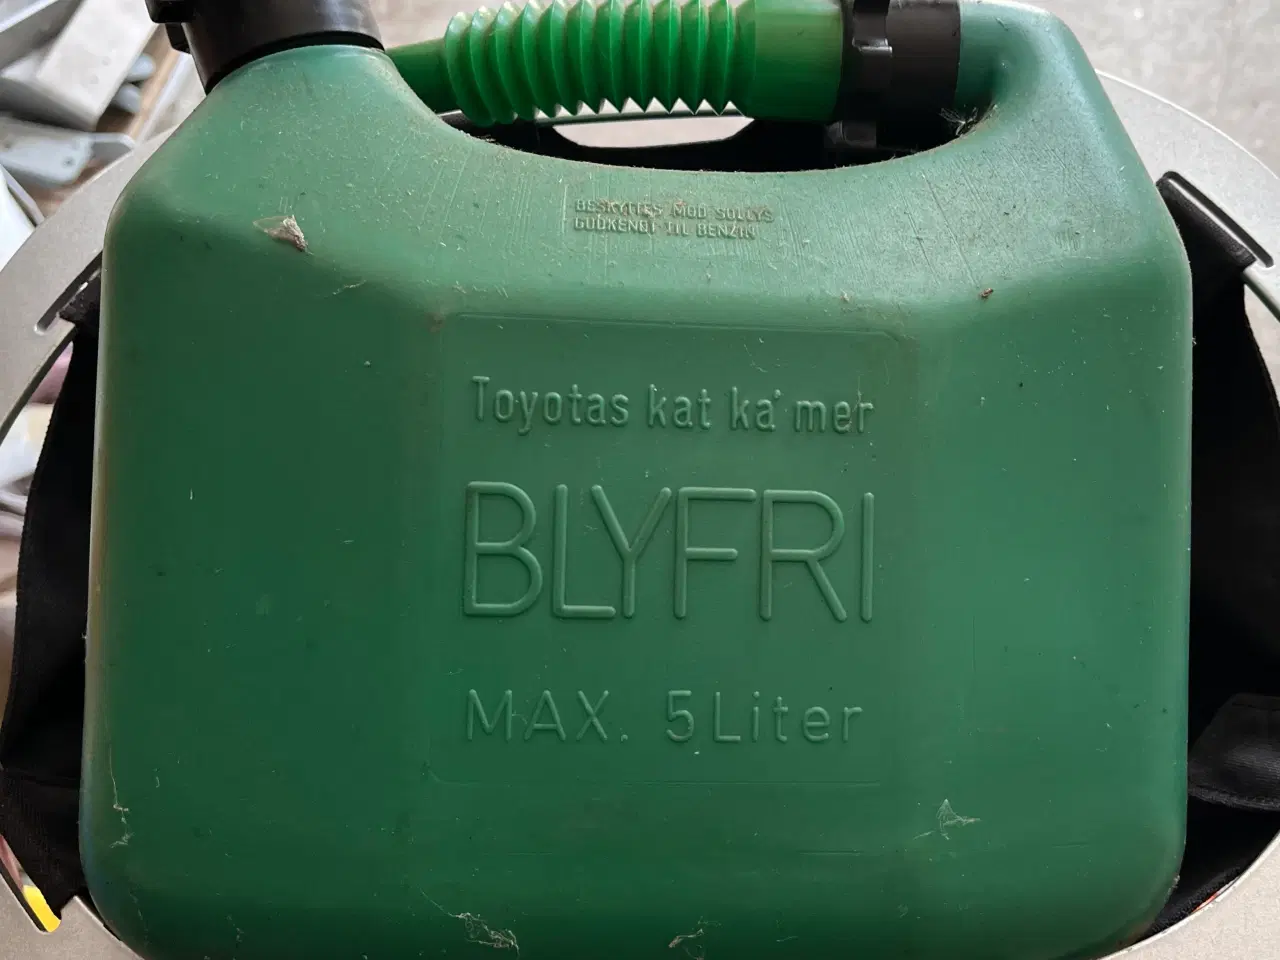 BESKYTTES MOD SOLLYS
GODKENDT TIL BENZIN
Toyotas kat ka' mer
BLYFRI
MAX. 5 Liter